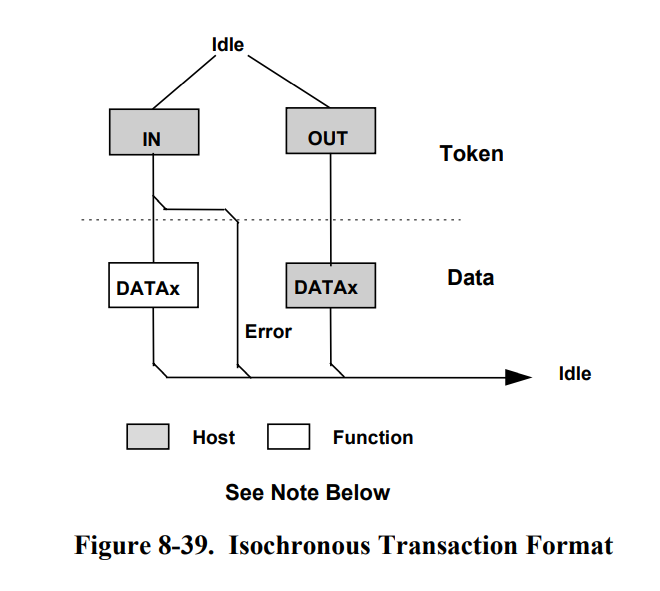 Idle
IN
OUT
Token
DATAx
DATAx
Data
Error
Idle
Host
Function
See Note Below
Figure 8-39. Isochronous Transaction Format